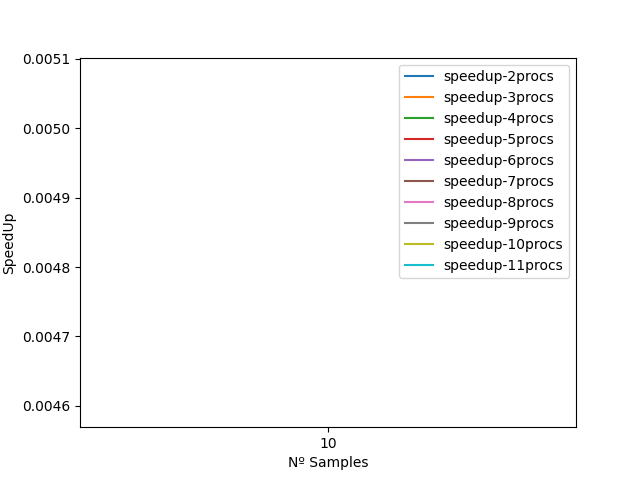 0.0051
0.0050
0.0049
0.0048
0.0047
0.0046
SpeedUp
speedup-2procs
speedup-3procs
speedup-4procs
speedup-5procs
speedup-6procs
speedup-7procs
speedup-8procs
speedup-9procs
speedup-10procs
speedup-11procs
10
Nº Samples